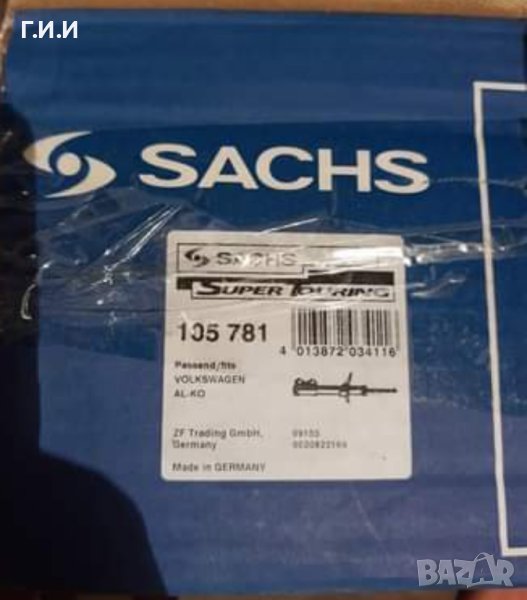 Г.И.И
SACHS
SACHS
SUPER TOURING
105 781
4 013872 034116
Passend/fits
VOLKSWAGEN
AL-KO
ZF Trading GmbH,
Germany
Made in GERMANY
BAZAR